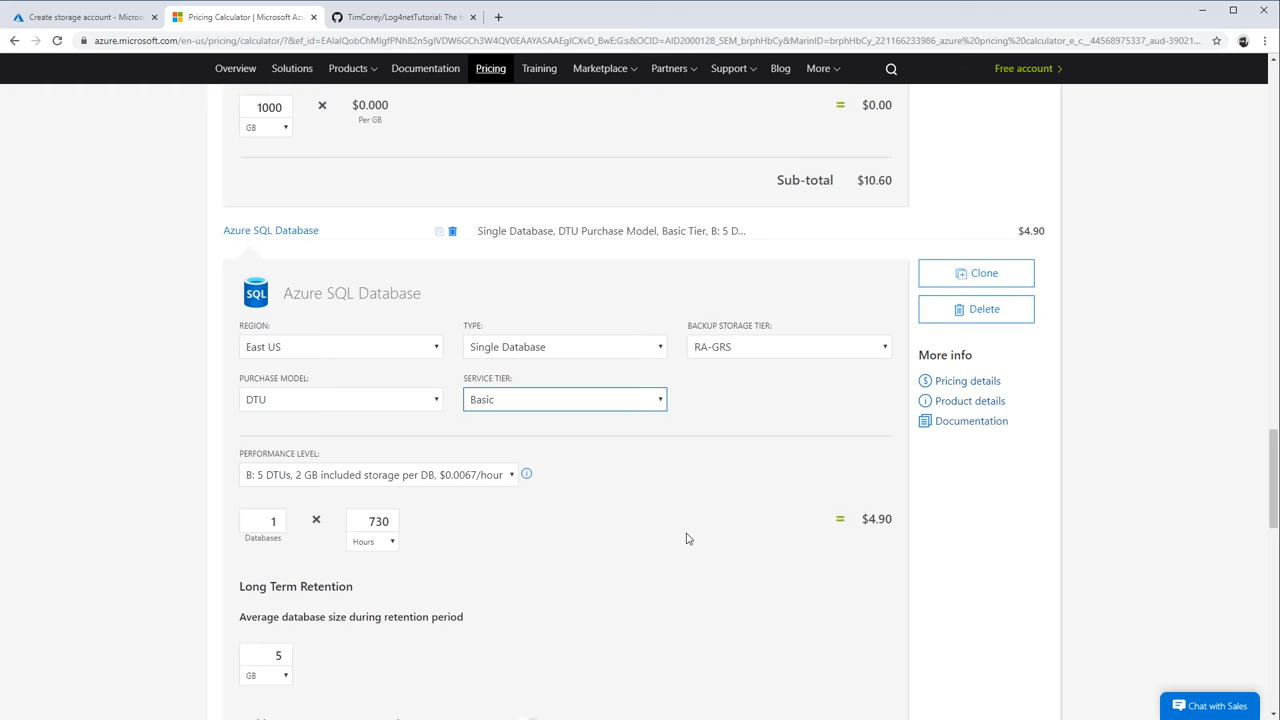 Create storage account - Microso
Pricing Calculator | Microsoft Azu
TimCorey/Log4netTutorial: The t
azure.microsoft.com/en-us/pricing/calculator/?&ef_id=EAIaIQobChMIgfPNh82n5gIVDW6GCh3W4QV0EAAYASAAEgICXvD_BwE:G:s&OCID=AID2000128_SEM_brphHbCy&MarinID=brphHbCy_221166233986_azure%20pricing%20calculator_e_c__44568975337_aud-39021...
Overview Solutions Products Documentation Pricing Training Marketplace Partners Support Blog More Free account
1000 × $0.000 = $0.00
GB Per GB
Sub-total $10.60
Azure SQL Database Single Database, DTU Purchase Model, Basic Tier, B: 5 D... $4.90
SQL Azure SQL Database
Clone
Delete
REGION: TYPE: BACKUP STORAGE TIER:
East US Single Database RA-GRS
PURCHASE MODEL: SERVICE TIER:
DTU Basic
More info
Pricing details
Product details
Documentation
PERFORMANCE LEVEL:
B: 5 DTUs, 2 GB included storage per DB, $0.0067/hour
1 × 730 = $4.90
Databases Hours
Long Term Retention
Average database size during retention period
5
GB
Chat with Sales